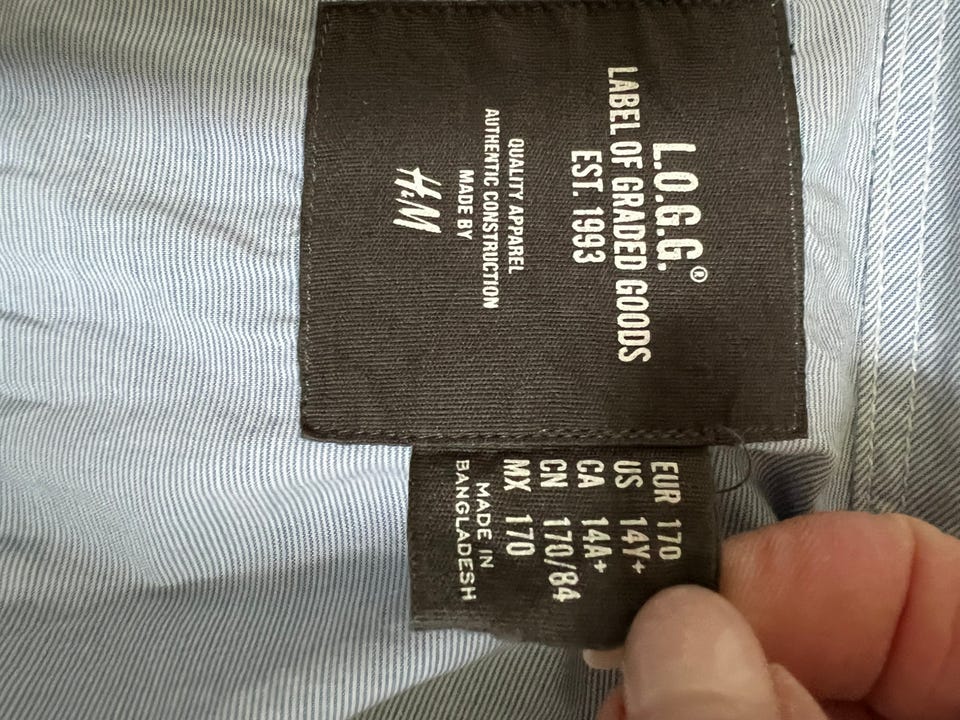 L.O.G.G.®
LABEL OF GRADED GOODS
EST. 1993
QUALITY APPAREL
AUTHENTIC CONSTRUCTION
MADE BY
H&M
EUR 170
US 14Y+
CA 14A+
CN 170/84
MX 170
MADE IN
BANGLADESH